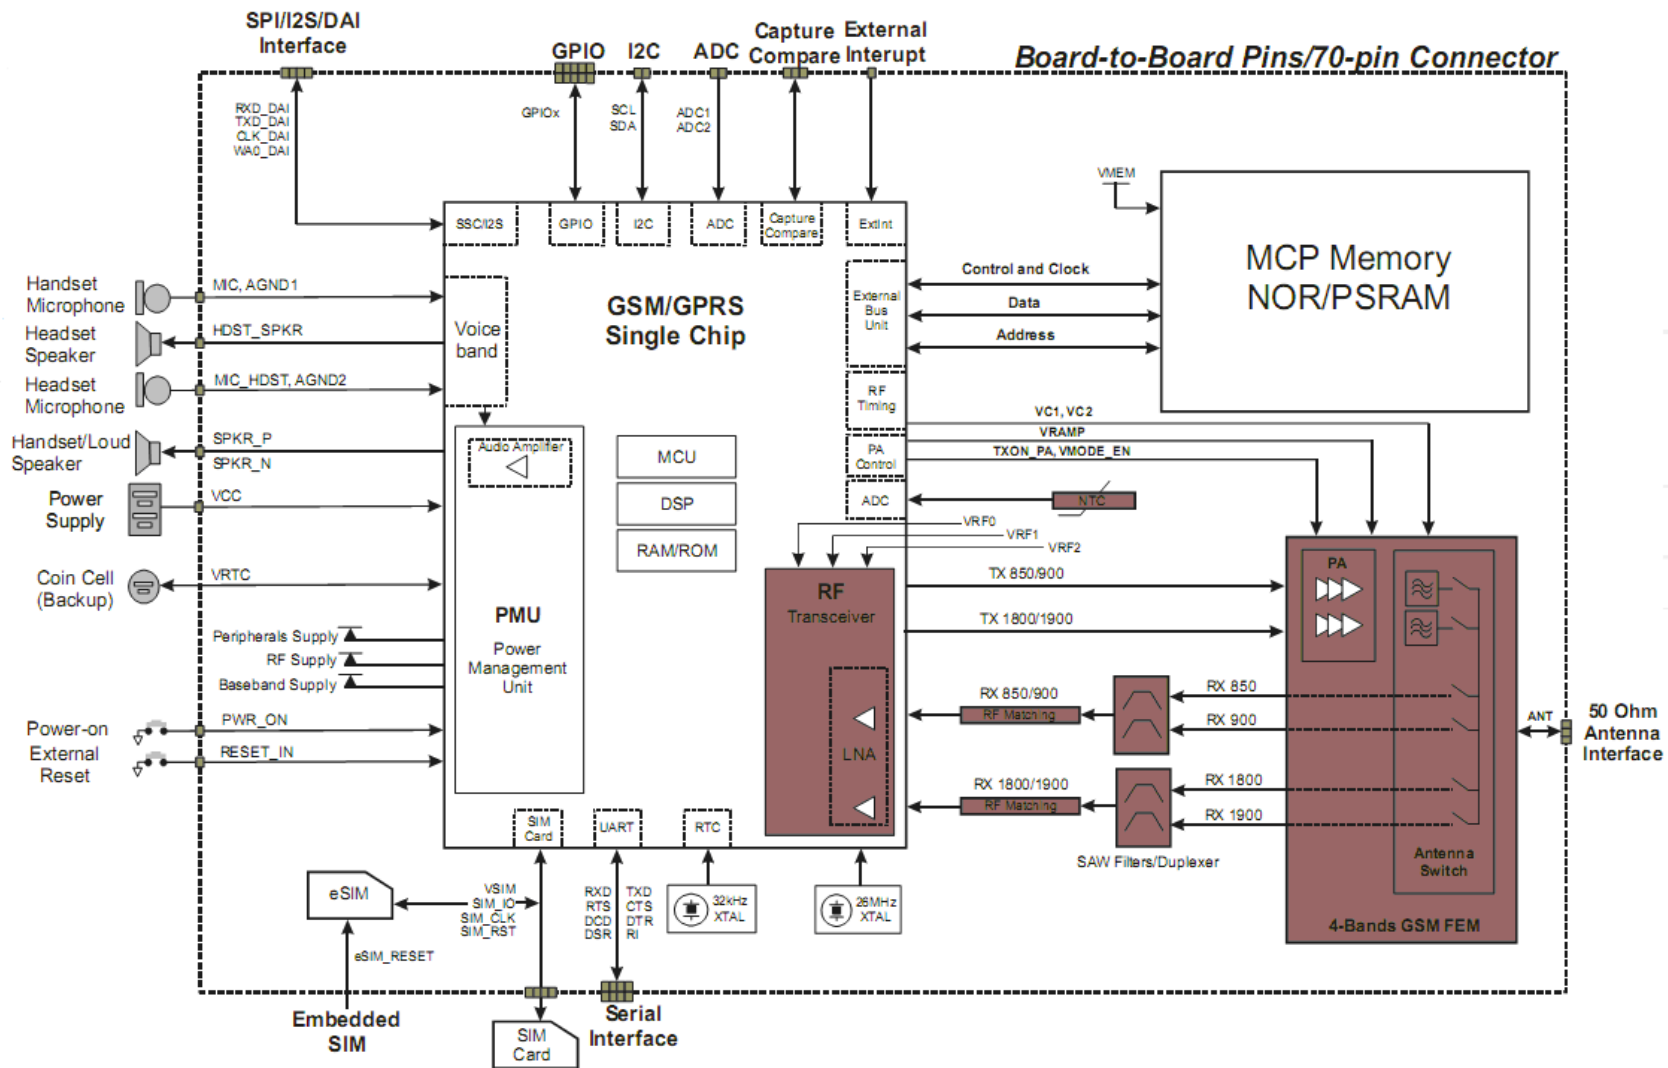 SPI/I2S/DAI
Interface
GPIO
I2C
ADC
Capture
Compare
External
Interupt
Board-to-Board Pins/70-pin Connector
RXD_DAI
TXD_DAI
CLK_DAI
WA0_DAI
GPIOx
SCL
SDA
ADC1
ADC2
VMEM
SSC/I2S
GPIO
I2C
ADC
Capture
Compare
ExtInt
MCP Memory
NOR/PSRAM
Handset
Microphone
MIC, AGND1
Headset
Speaker
HDST_SPKR
Headset
Microphone
MIC_HDST, AGND2
Handset/Loud
Speaker
SPKR_P
SPKR_N
Power
Supply
VCC
Coin Cell
(Backup)
VRTC
Peripherals Supply
RF Supply
Baseband Supply
Power-on
PWR_ON
External
Reset
RESET_IN
Voice
band
GSM/GPRS
Single Chip
External
Bus
Unit
Control and Clock
Data
Address
RF
Timing
PA
Control
ADC
VC1, VC2
VRAMP
TXON_PA, VMODE_EN
NTC
Audio Amplifier
MCU
DSP
RAM/ROM
PMU
Power
Management
Unit
VRF0
VRF1
VRF2
RF
Transceiver
LNA
TX 850/900
TX 1800/1900
RX 850/900
RF Matching
RX 1800/1900
RF Matching
SAW Filters/Duplexer
RX 850
RX 900
RX 1800
RX 1900
PA
Antenna
Switch
4-Bands GSM FEM
ANT
50 Ohm
Antenna
Interface
SIM
Card
UART
RTC
32kHz
XTAL
26MHz
XTAL
eSIM
VSIM
SIM_IO
SIM_CLK
SIM_RST
eSIM_RESET
RXD
RTS
DCD
DSR
TXD
CTS
DTR
RI
Embedded
SIM
SIM
Card
Serial
Interface